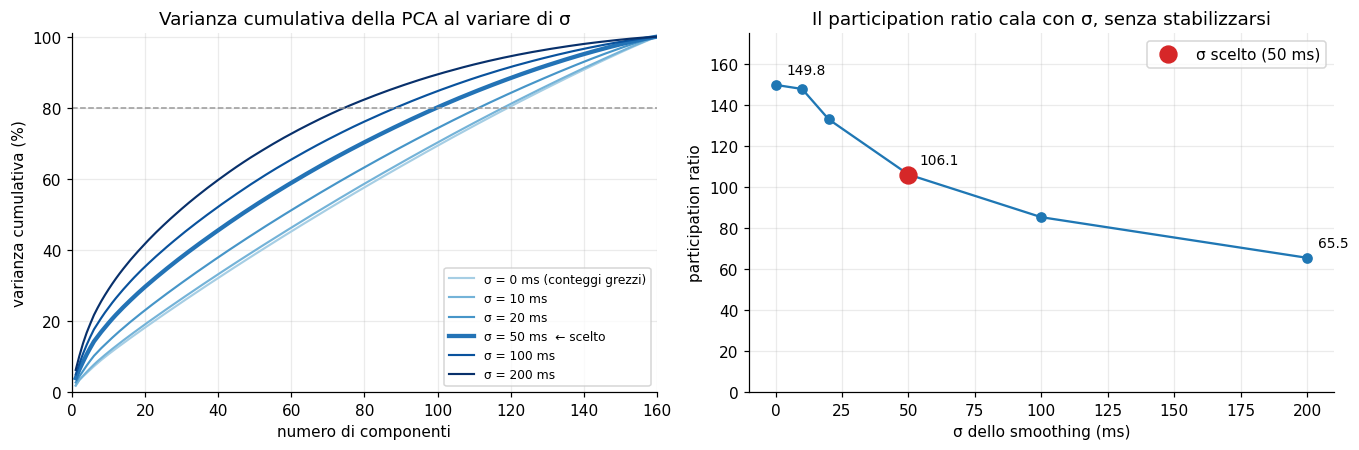 Varianza cumulativa della PCA al variare di σ
varianza cumulativa (%)
100
80
60
40
20
0
σ = 0 ms (conteggi grezzi)
σ = 10 ms
σ = 20 ms
σ = 50 ms ← scelto
σ = 100 ms
σ = 200 ms
0 20 40 60 80 100 120 140 160
numero di componenti
Il participation ratio cala con σ, senza stabilizzarsi
participation ratio
160
140
120
100
80
60
40
20
0
σ scelto (50 ms)
149.8
106.1
65.5
0 25 50 75 100 125 150 175 200
σ dello smoothing (ms)